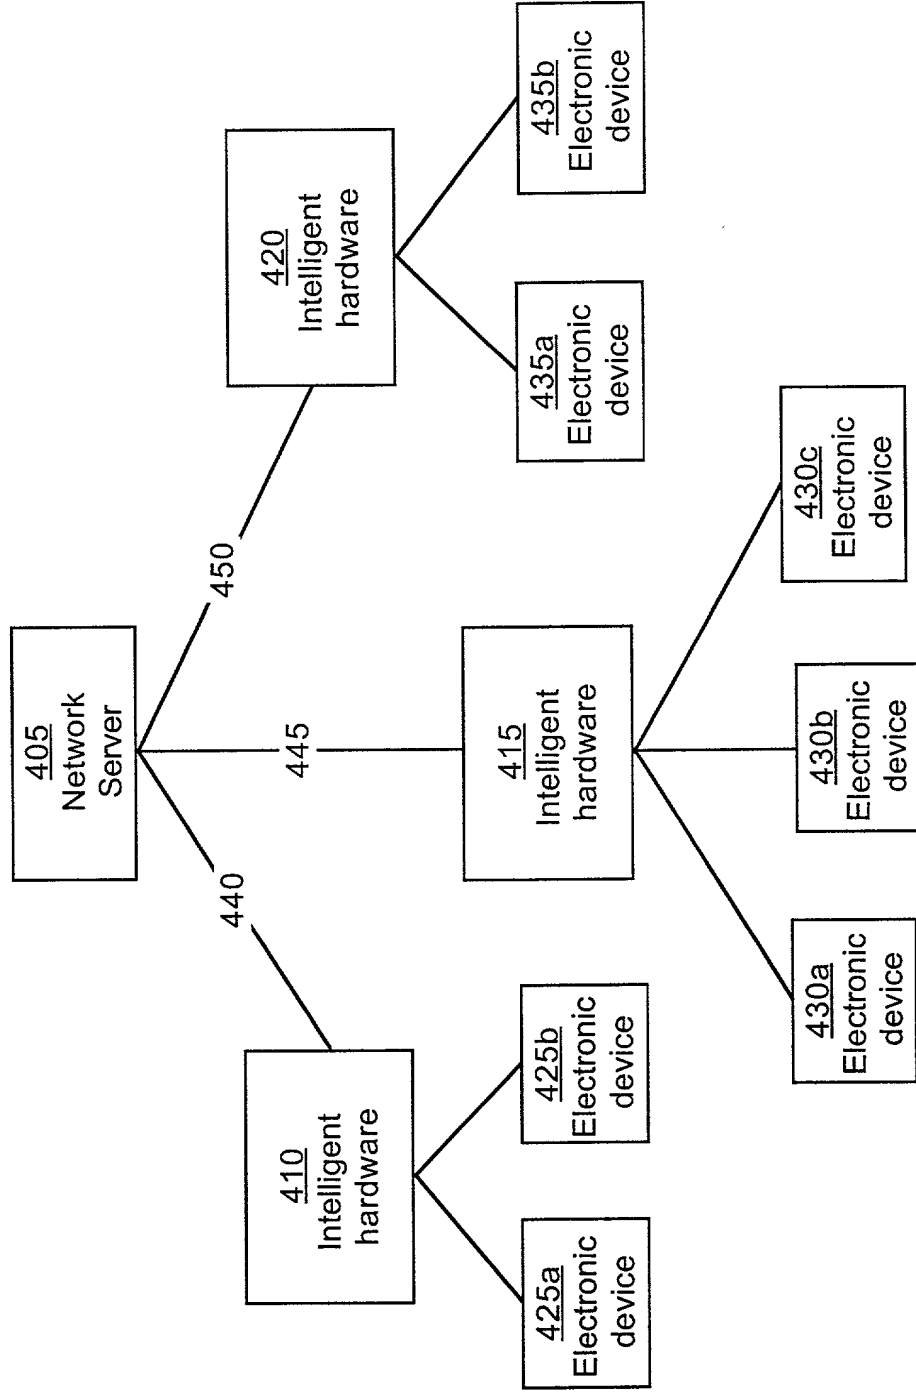 405
Network
Server
440
445
450
410
Intelligent
hardware
415
Intelligent
hardware
420
Intelligent
hardware
425a
Electronic
device
425b
Electronic
device
430a
Electronic
device
430b
Electronic
device
430c
Electronic
device
435a
Electronic
device
435b
Electronic
device